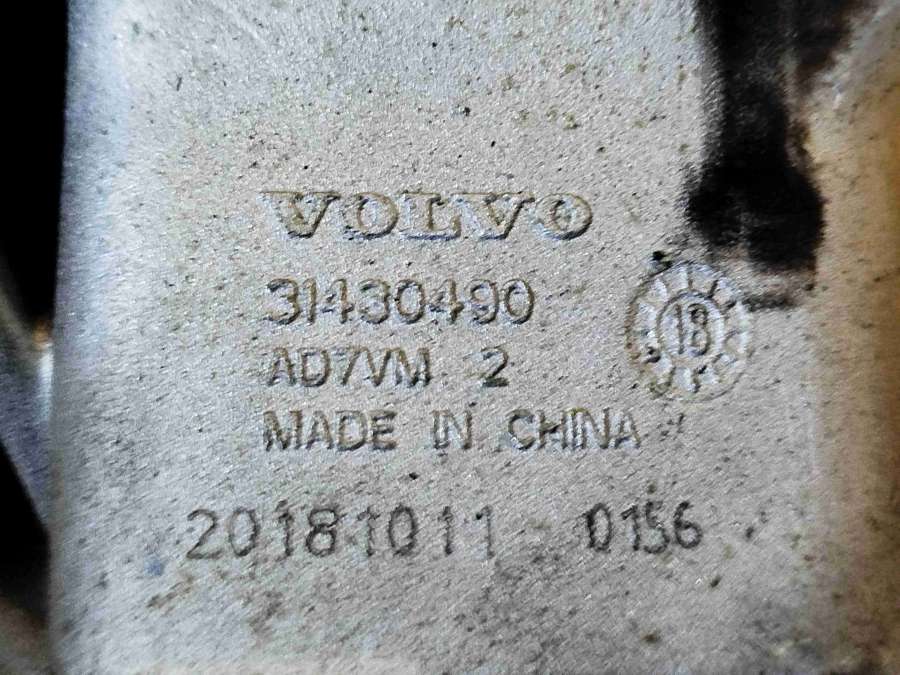 VOLVO
31430490
AD7VM 2
MADE IN CHINA
18
20181011 0156